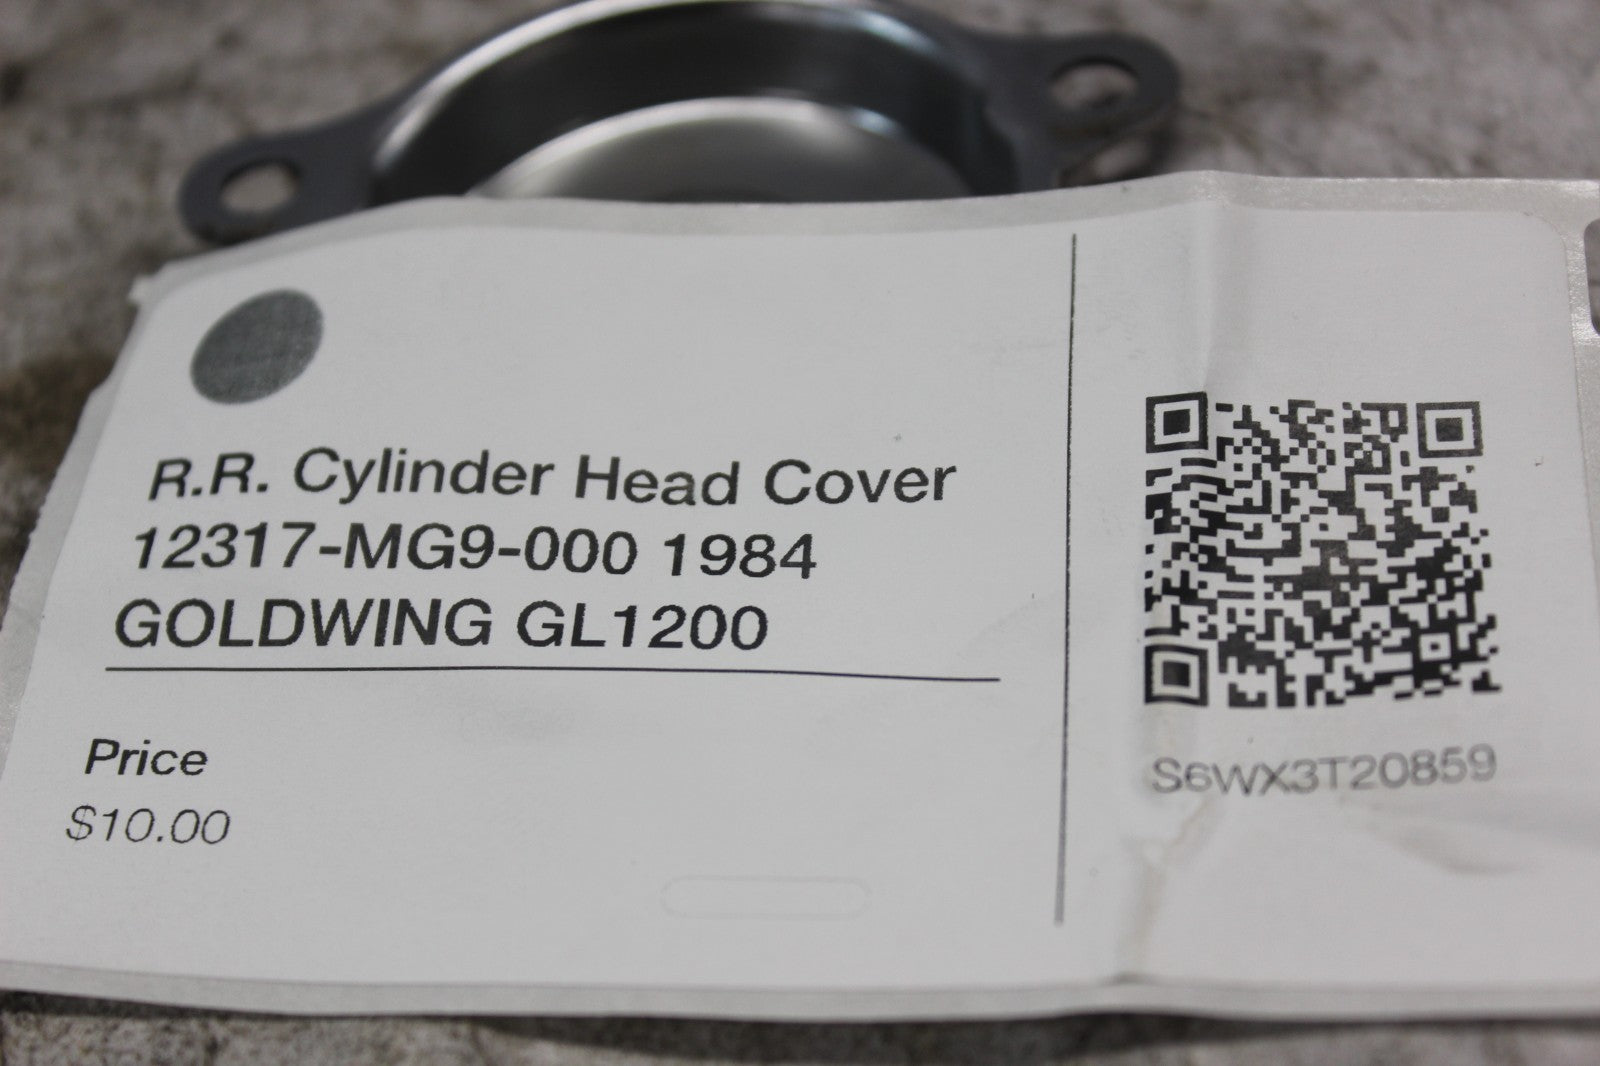 R.R. Cylinder Head Cover
12317-MG9-000 1984
GOLDWING GL1200
Price
$10.00
S6WX3T20859